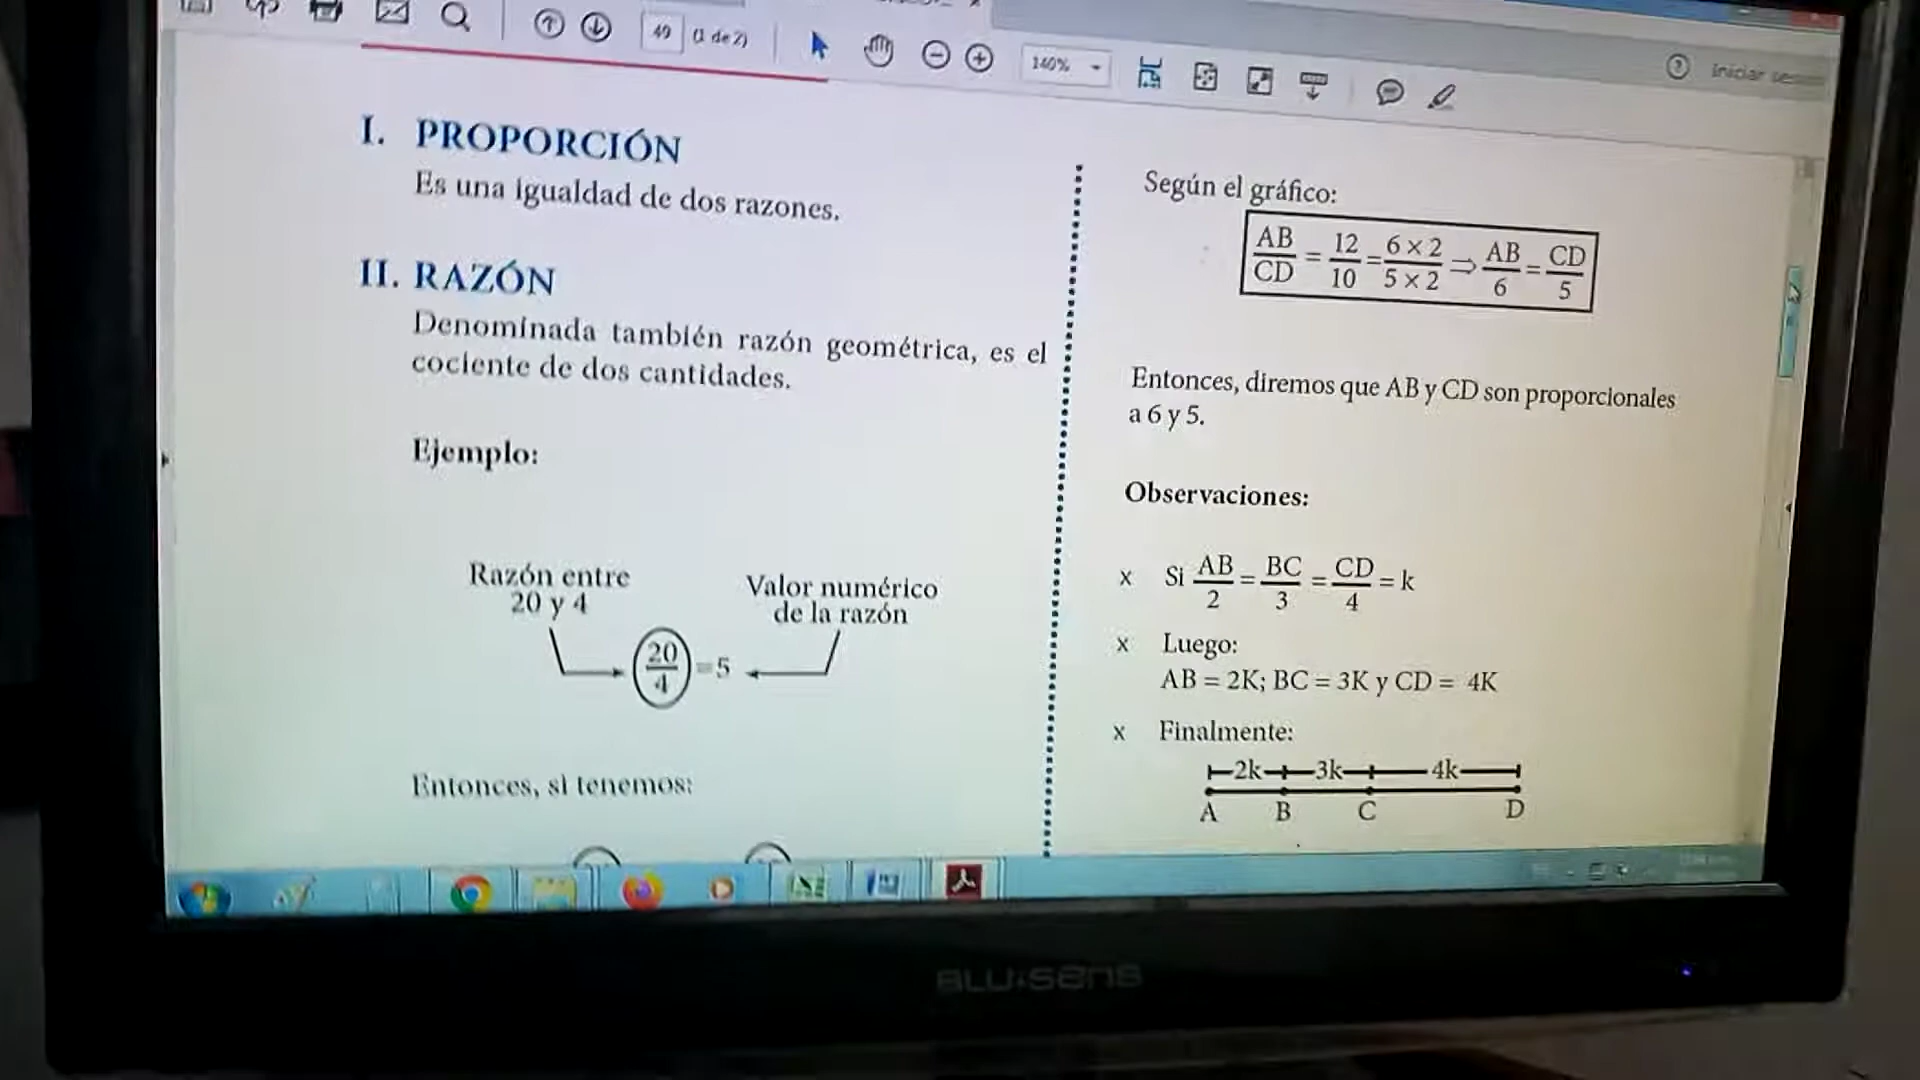 49 (1 de 2)
140%
Iniciar
I. PROPORCIÓN
Es una igualdad de dos razones.
II. RAZÓN
Denominada también razón geométrica, es el
cociente de dos cantidades.
Ejemplo:
Razón entre
20 y 4
Valor numérico
de la razón
20/4 = 5
Entonces, si tenemos:
Según el gráfico:
AB/CD = 12/10 = 6 × 2/5 × 2 ⇒ AB/6 = CD/5
Entonces, diremos que AB y CD son proporcionales
a 6 y 5.
Observaciones:
x Si AB/2 = BC/3 = CD/4 = k
x Luego:
AB = 2K; BC = 3K y CD = 4K
x Finalmente:
2k 3k 4k
A B C D
BLU:SENS